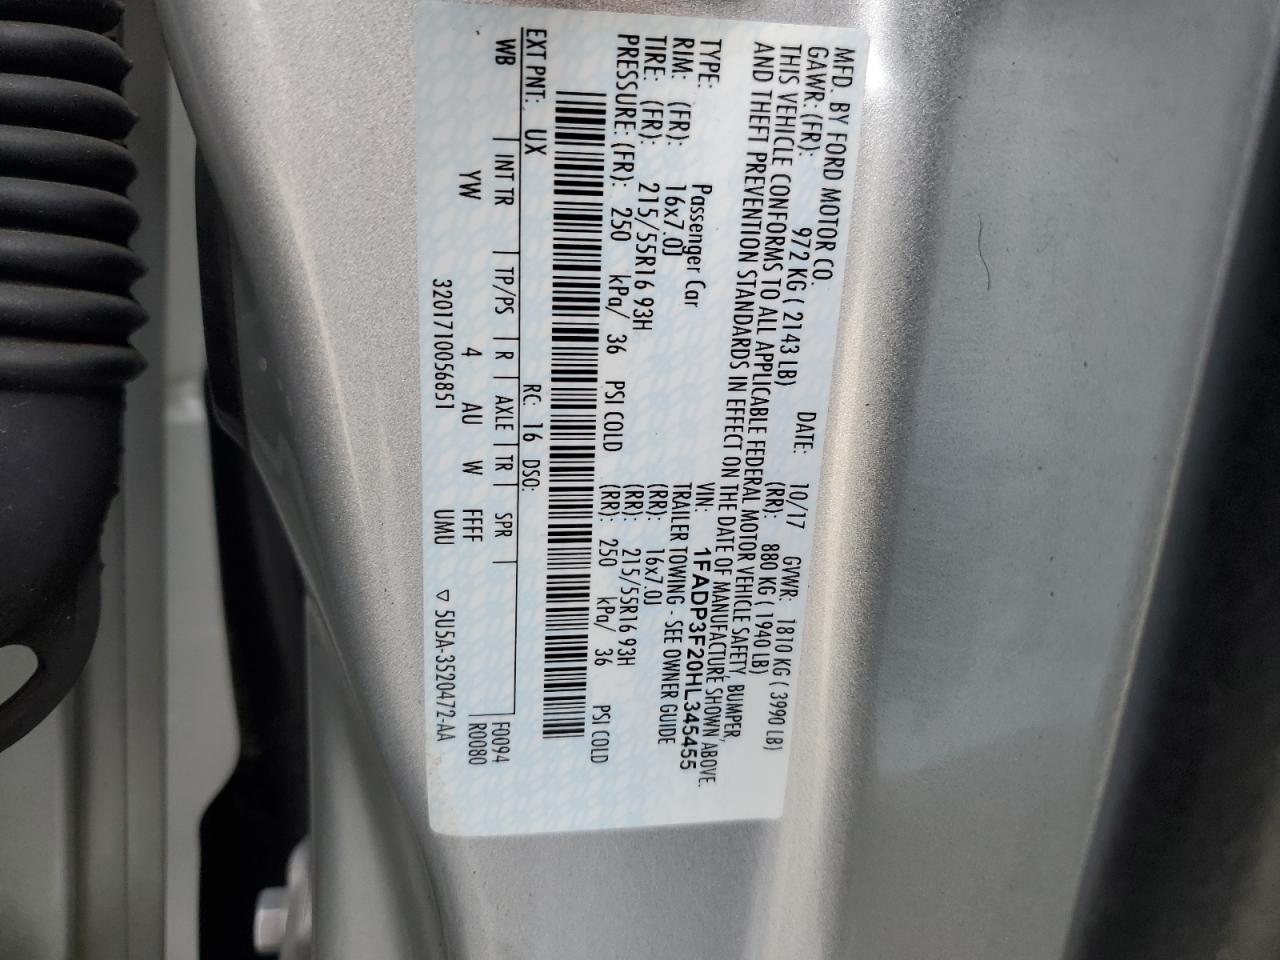 MFD. BY FORD MOTOR CO.
DATE: 10/17 GVWR: 1810 KG ( 3990 LB)
GAWR: (FR): 972 KG ( 2143 LB) (RR): 880 KG ( 1940 LB)
THIS VEHICLE CONFORMS TO ALL APPLICABLE FEDERAL MOTOR VEHICLE SAFETY, BUMPER,
AND THEFT PREVENTION STANDARDS IN EFFECT ON THE DATE OF MANUFACTURE SHOWN ABOVE.
VIN: 1FADP3F20HL345455
TYPE: Passenger Car TRAILER TOWING - SEE OWNER GUIDE
RIM: (FR): 16x7.0J (RR): 16x7.0J
TIRE: (FR): 215/55R16 93H (RR): 215/55R16 93H
PRESSURE: (FR): 250 kPa/ 36 PSI COLD (RR): 250 kPa/ 36 PSI COLD
EXT PNT: UX RC: 16 DSO:
WB INT TR TP/PS R AXLE TR SPR F0094
YW 4 AU W FFFF R0080
3201710056851 UMU ▽ 5U5A-3520472-AA